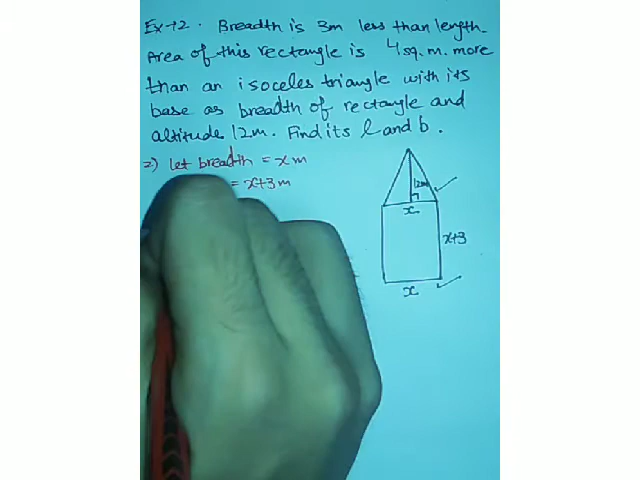 Ex-12. Breadth is 3m less than length.
Area of this rectangle is 4 sq. m. more
than an isoceles triangle with its
base as breadth of rectangle and
altitude 12m. Find its l and b.
2) let breadth = x m
= x+3 m
12m
x
x+3
x